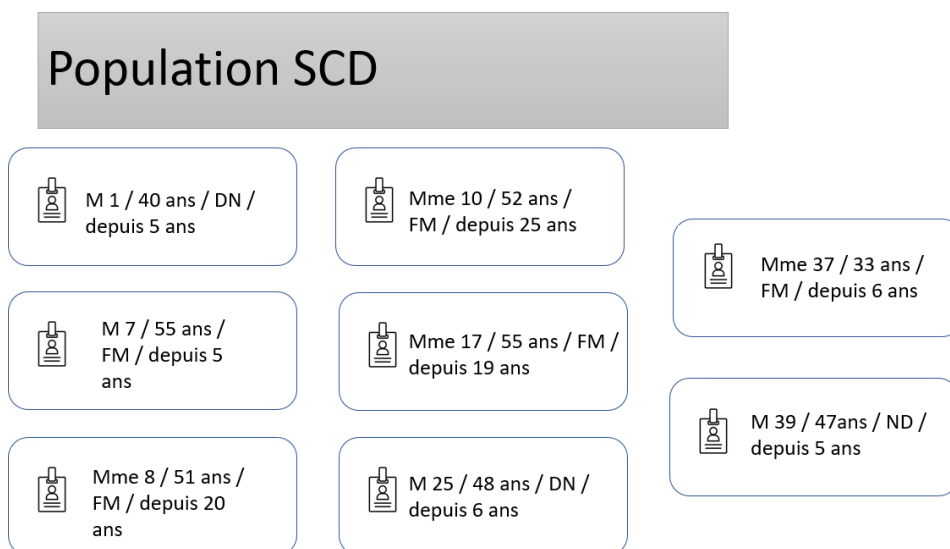 Population SCD
M 1 / 40 ans / DN /
depuis 5 ans
M 7 / 55 ans /
FM / depuis 5
ans
Mme 8 / 51 ans /
FM / depuis 20
ans
Mme 10 / 52 ans /
FM / depuis 25 ans
Mme 17 / 55 ans / FM /
depuis 19 ans
M 25 / 48 ans / DN /
depuis 6 ans
Mme 37 / 33 ans /
FM / depuis 6 ans
M 39 / 47ans / ND /
depuis 5 ans